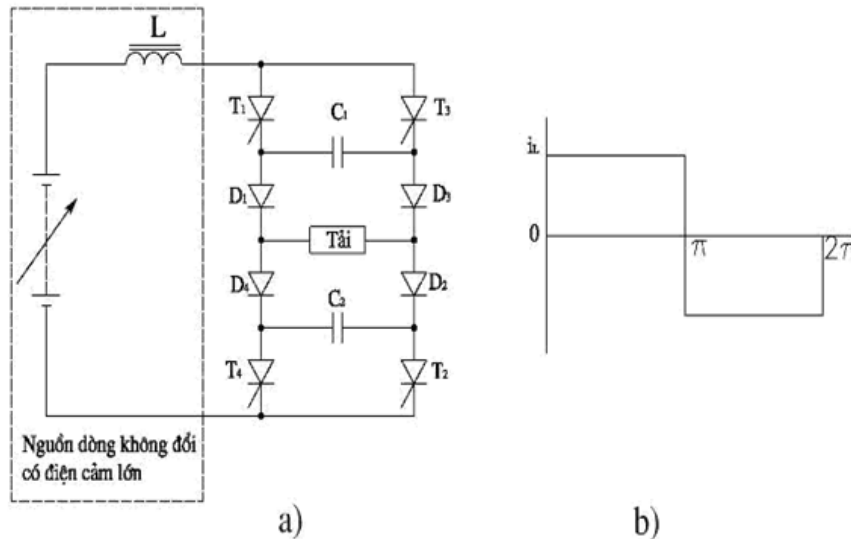 L
T₁
C₁
T₃
D₁
D₃
Tải
D₄
C₂
D₂
T₄
T₂
Nguồn dòng không đổi
có điện cảm lớn
a)
iL
0
π
2τ
b)